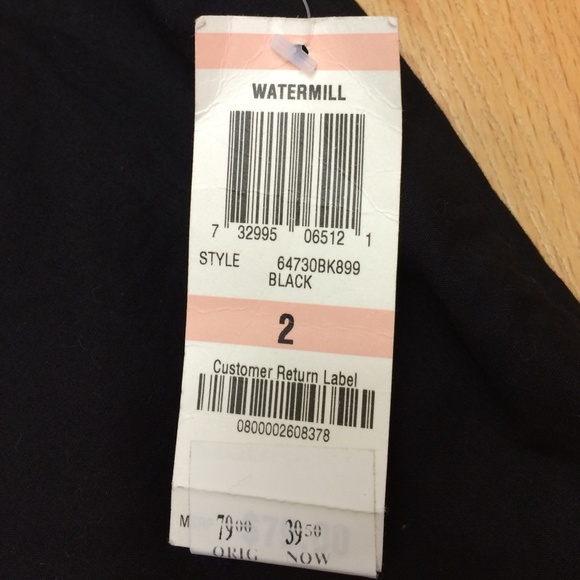 WATERMILL
7 32995 06512 1
STYLE 64730BK899
BLACK
2
Customer Return Label
0800002608378
M 79.00 39.50
ORIG NOW